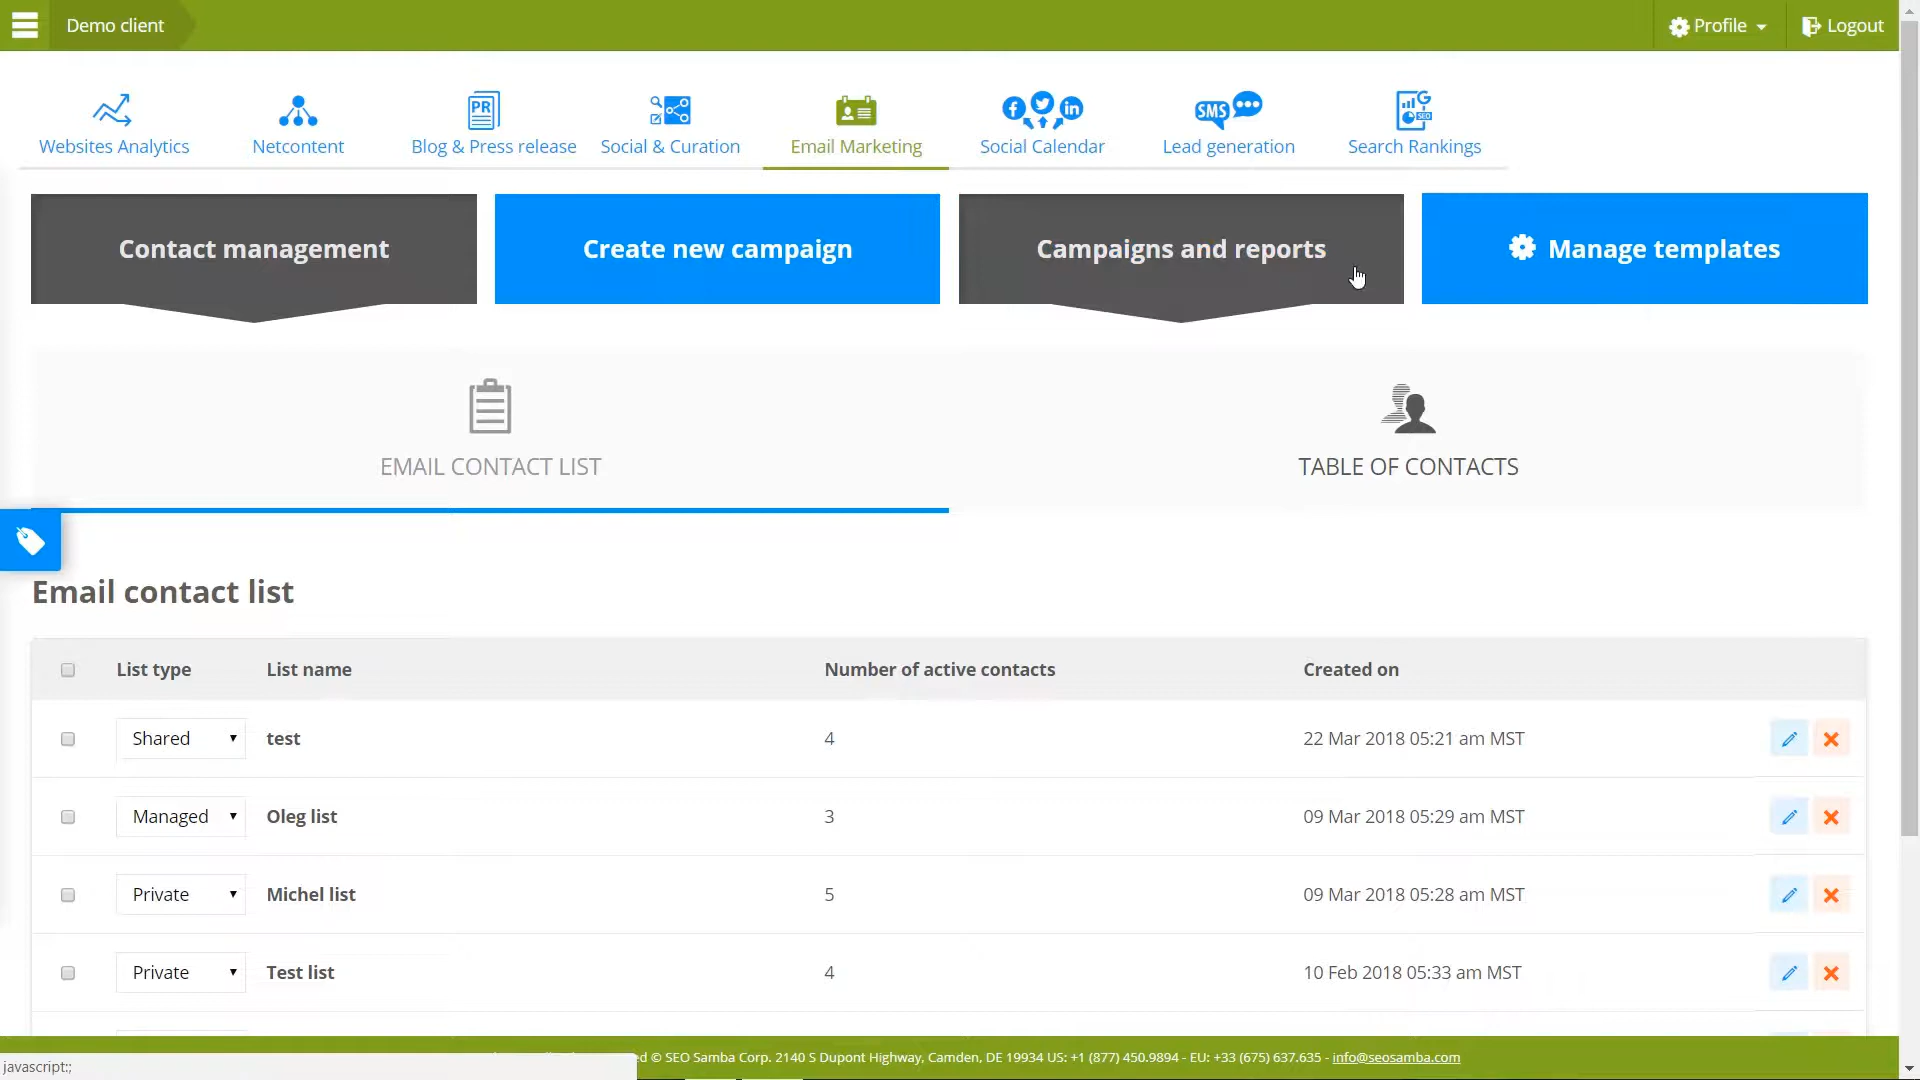 Demo client
Profile
Logout
PR
SMS
G
SEO
Websites Analytics
Netcontent
Blog & Press release
Social & Curation
Email Marketing
Social Calendar
Lead generation
Search Rankings
Contact management
Create new campaign
Campaigns and reports
Manage templates
EMAIL CONTACT LIST
TABLE OF CONTACTS
Email contact list
List type List name Number of active contacts Created on
Shared test 4 22 Mar 2018 05:21 am MST
Managed Oleg list 3 09 Mar 2018 05:29 am MST
Private Michel list 5 09 Mar 2018 05:28 am MST
Private Test list 4 10 Feb 2018 05:33 am MST
© SEO Samba Corp. 2140 S Dupont Highway, Camden, DE 19934 US: +1 (877) 450.9894 - EU: +33 (675) 637.635 - info@seosamba.com
javascript:;